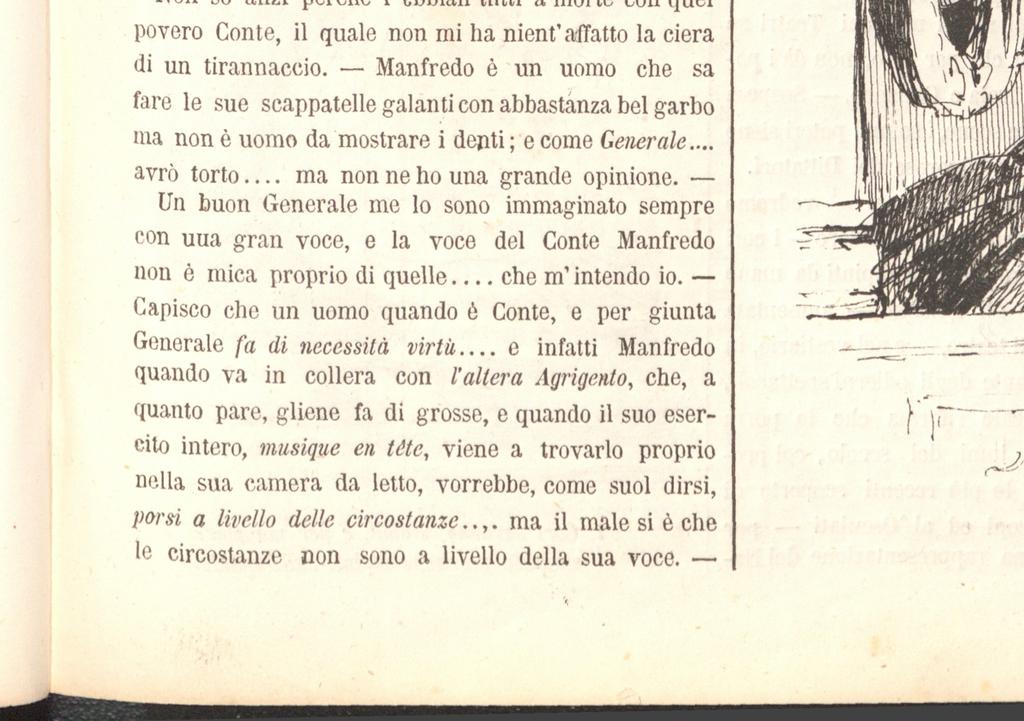 povero Conte, il quale non mi ha nient' affatto la ciera
di un tirannaccio. — Manfredo è un uomo che sa
fare le sue scappatelle galanti con abbastanza bel garbo
ma non è uomo da mostrare i denti; e come Generale....
avrò torto.... ma non ne ho una grande opinione. —
Un buon Generale me lo sono immaginato sempre
con uua gran voce, e la voce del Conte Manfredo
non è mica proprio di quelle.... che m' intendo io. —
Capisco che un uomo quando è Conte, e per giunta
Generale fa di necessità virtù.... e infatti Manfredo
quando va in collera con l'altera Agrigento, che, a
quanto pare, gliene fa di grosse, e quando il suo eser-
cito intero, musique en tête, viene a trovarlo proprio
nella sua camera da letto, vorrebbe, come suol dirsi,
porsi a livello delle circostanze..,. ma il male si è che
le circostanze non sono a livello della sua voce. —